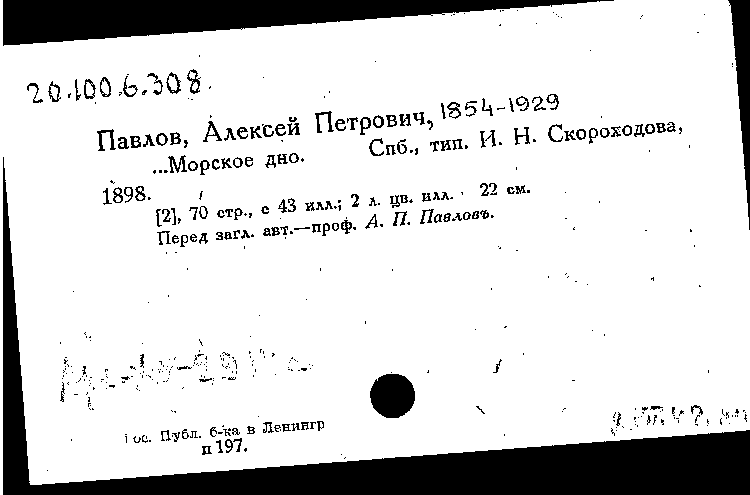 20.100.6.308.
Павлов, Алексей Петрович, 1854-1929
...Морское дно. Спб., тип. И. Н. Скороходова,
1898.
[2], 70 стр., с 43 илл.; 2 л. цв. илл. 22 см.
Перед загл. авт.—проф. А. П. Павловъ.
Гос. Публ. б-ка в Ленингр
п 197.